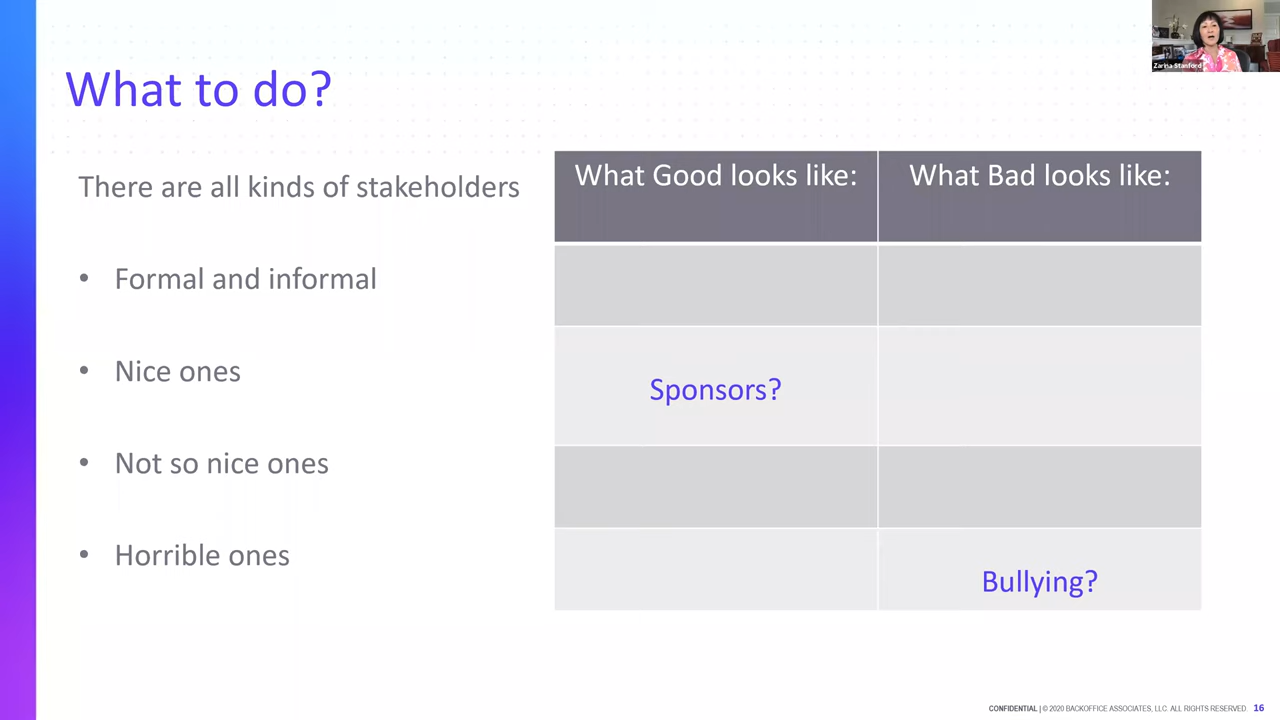 Zarina Stanford
What to do?
There are all kinds of stakeholders
• Formal and informal
• Nice ones
• Not so nice ones
• Horrible ones
What Good looks like:
What Bad looks like:
Sponsors?
Bullying?
CONFIDENTIAL | © 2020 BACKOFFICE ASSOCIATES, LLC. ALL RIGHTS RESERVED. 16